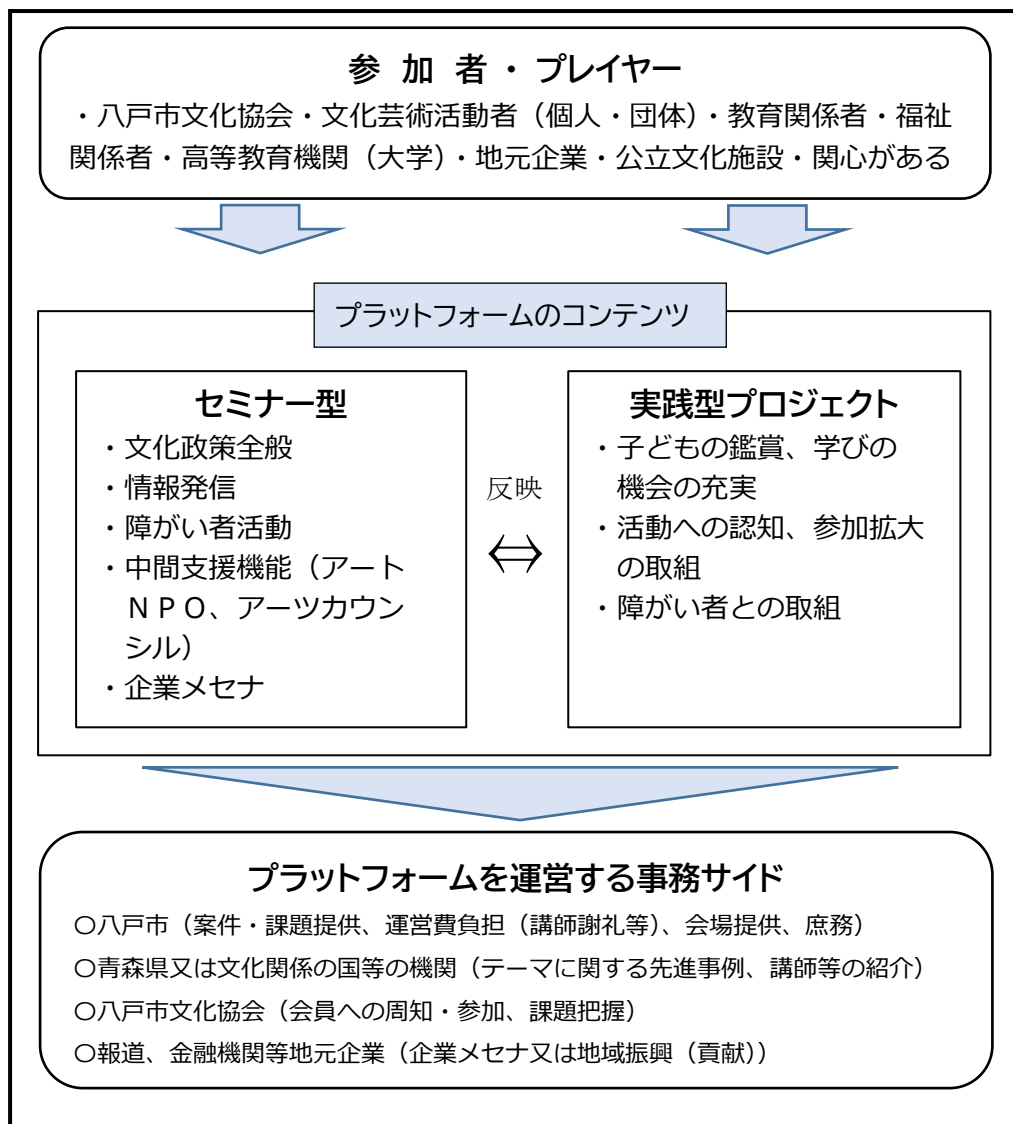 参 加 者 ・ プレイヤー
・八戸市文化協会・文化芸術活動者（個人・団体）・教育関係者・福祉
関係者・高等教育機関（大学）・地元企業・公立文化施設・関心がある
プラットフォームのコンテンツ
セミナー型
・文化政策全般
・情報発信
・障がい者活動
・中間支援機能（アート
ＮＰＯ、アーツカウン
シル）
・企業メセナ
反映
⇔
実践型プロジェクト
・子どもの鑑賞、学びの
機会の充実
・活動への認知、参加拡大
の取組
・障がい者との取組
プラットフォームを運営する事務サイド
〇八戸市（案件・課題提供、運営費負担（講師謝礼等）、会場提供、庶務）
〇青森県又は文化関係の国等の機関（テーマに関する先進事例、講師等の紹介）
〇八戸市文化協会（会員への周知・参加、課題把握）
〇報道、金融機関等地元企業（企業メセナ又は地域振興（貢献））